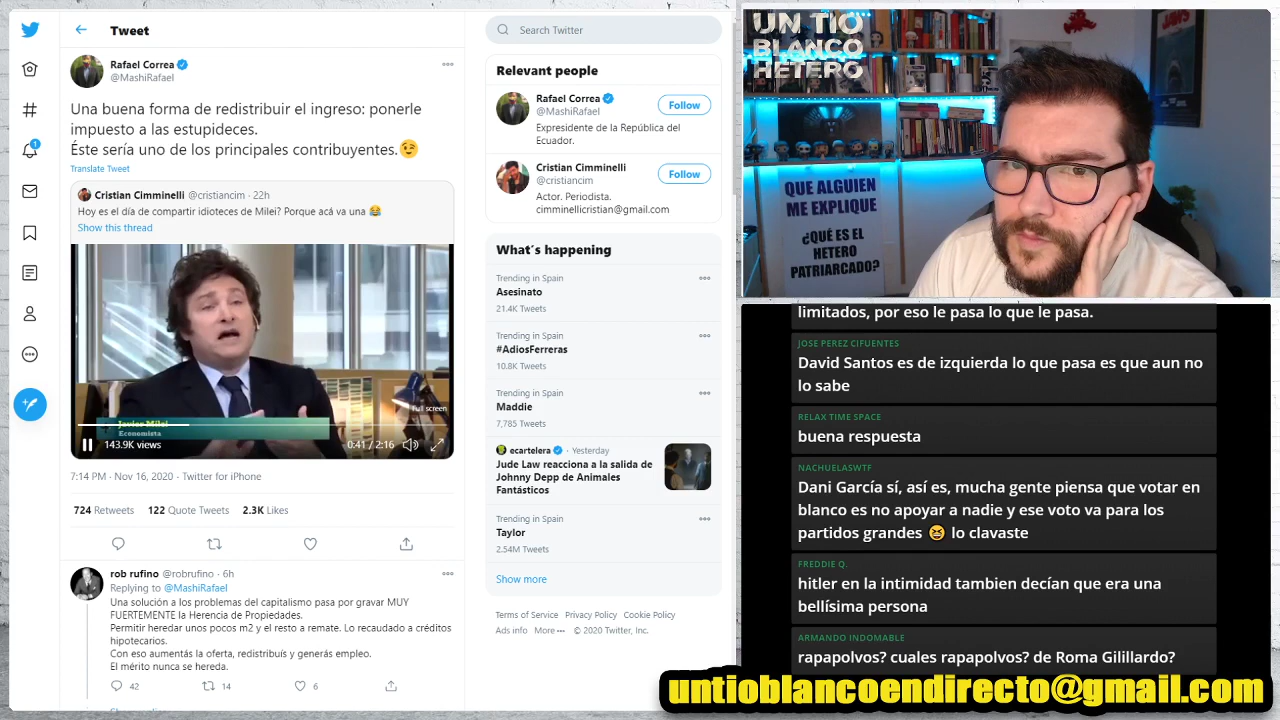 Tweet
Rafael Correa
@MashiRafael
Una buena forma de redistribuir el ingreso: ponerle
impuesto a las estupideces.
Éste sería uno de los principales contribuyentes.😉
Translate Tweet
Cristian Cimminelli @cristiancim · 22h
Hoy es el día de compartir idioteces de Milei? Porque acá va una 😂
Show this thread
Full screen
Javier Milei
Economista
143.9K views
0:41 / 2:16
7:14 PM · Nov 16, 2020 · Twitter for iPhone
724 Retweets 122 Quote Tweets 2.3K Likes
rob rufino @robrufino · 6h
Replying to @MashiRafael
Una solución a los problemas del capitalismo pasa por gravar MUY
FUERTEMENTE la Herencia de Propiedades.
Permitir heredar unos pocos m2 y el resto a remate. Lo recaudado a créditos
hipotecarios.
Con eso aumentás la oferta, redistribuís y generás empleo.
El mérito nunca se hereda.
42 14 6
1
Search Twitter
Relevant people
Rafael Correa
@MashiRafael
Follow
Expresidente de la República del
Ecuador.
Cristian Cimminelli
@cristiancim
Follow
Actor. Periodista.
cimminellicristian@gmail.com
What's happening
Trending in Spain
Asesinato
21.4K Tweets
Trending in Spain
#AdiosFerreras
10.8K Tweets
Trending in Spain
Maddie
7,785 Tweets
ecartelera · Yesterday
Jude Law reacciona a la salida de
Johnny Depp de Animales
Fantásticos
Trending in Spain
Taylor
2.54M Tweets
Show more
Terms of Service Privacy Policy Cookie Policy
Ads info More ··· © 2020 Twitter, Inc.
UN TIO
BLANCO
HETERO
QUE ALGUIEN
ME EXPLIQUE
¿QUÉ ES EL
HETERO
PATRIARCADO?
limitados, por eso le pasa lo que le pasa.
JOSE PEREZ CIFUENTES
David Santos es de izquierda lo que pasa es que aun no
lo sabe
RELAX TIME SPACE
buena respuesta
NACHUELASWTF
Dani García sí, así es, mucha gente piensa que votar en
blanco es no apoyar a nadie y ese voto va para los
partidos grandes 😆 lo clavaste
FREDDIE Q.
hitler en la intimidad tambien decían que era una
bellísima persona
ARMANDO INDOMABLE
rapapolvos? cuales rapapolvos? de Roma Gilillardo?
untioblancoendirecto@gmail.com